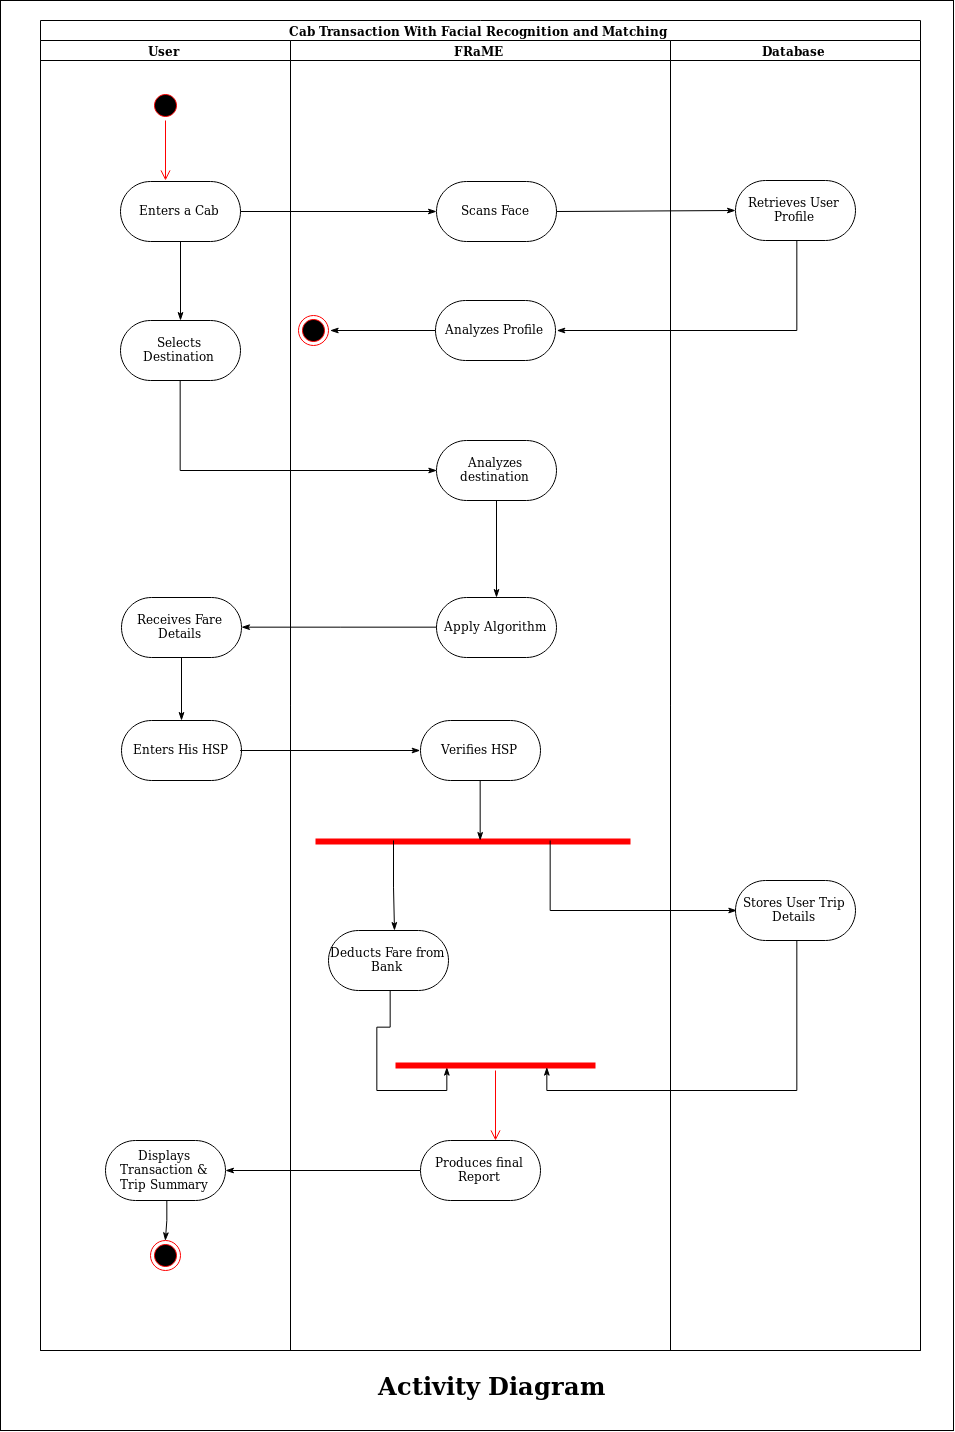 Cab Transaction With Facial Recognition and Matching
User
FRaME
Database
Enters a Cab
Scans Face
Retrieves User
Profile
Analyzes Profile
Selects
Destination
Analyzes
destination
Receives Fare
Details
Apply Algorithm
Enters His HSP
Verifies HSP
Stores User Trip
Details
Deducts Fare from
Bank
Displays
Transaction &
Trip Summary
Produces final
Report
Activity Diagram